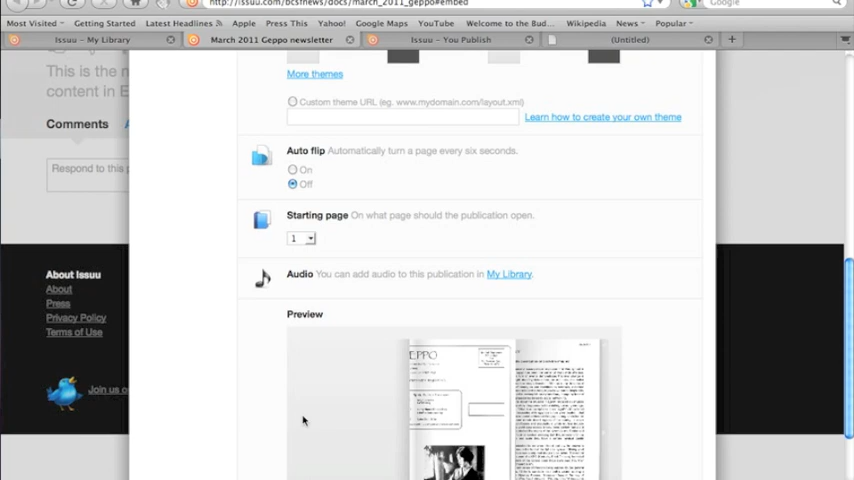 http://issuu.com/bcsfnews/docs/march_2011_geppo#embed
Google
Most Visited Getting Started Latest Headlines Apple Press This Yahoo! Google Maps YouTube Welcome to the Bud... Wikipedia News Popular
Issuu - My Library March 2011 Geppo newsletter Issuu - You Publish (Untitled)
This is the n
content in E
More themes
Comments
Custom theme URL (eg. www.mydomain.com/layout.xml)
Learn how to create your own theme
Respond to this p
Auto flip Automatically turn a page every six seconds.
On
Off
Starting page On what page should the publication open.
1
About Issuu
About
Press
Privacy Policy
Terms of Use
Audio You can add audio to this publication in My Library.
Preview
EPPO
Join us o